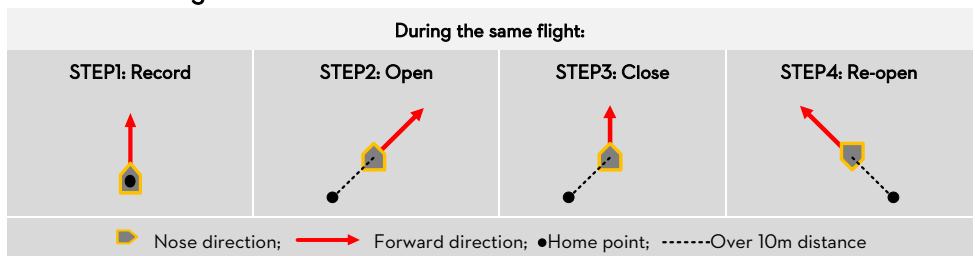 During the same flight:
STEP1: Record STEP2: Open STEP3: Close STEP4: Re-open
Nose direction; Forward direction; Home point; Over 10m distance